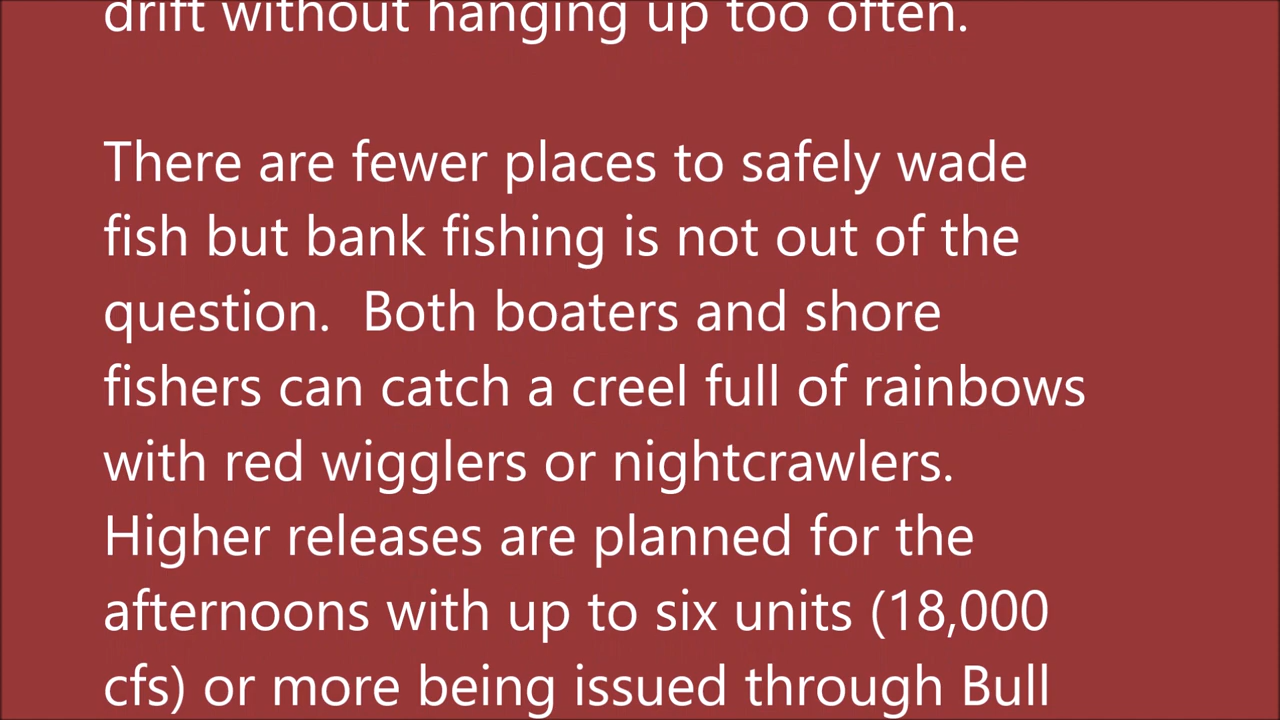 drift without hanging up too often.
There are fewer places to safely wade
fish but bank fishing is not out of the
question.  Both boaters and shore
fishers can catch a creel full of rainbows
with red wigglers or nightcrawlers.
Higher releases are planned for the
afternoons with up to six units (18,000
cfs) or more being issued through Bull